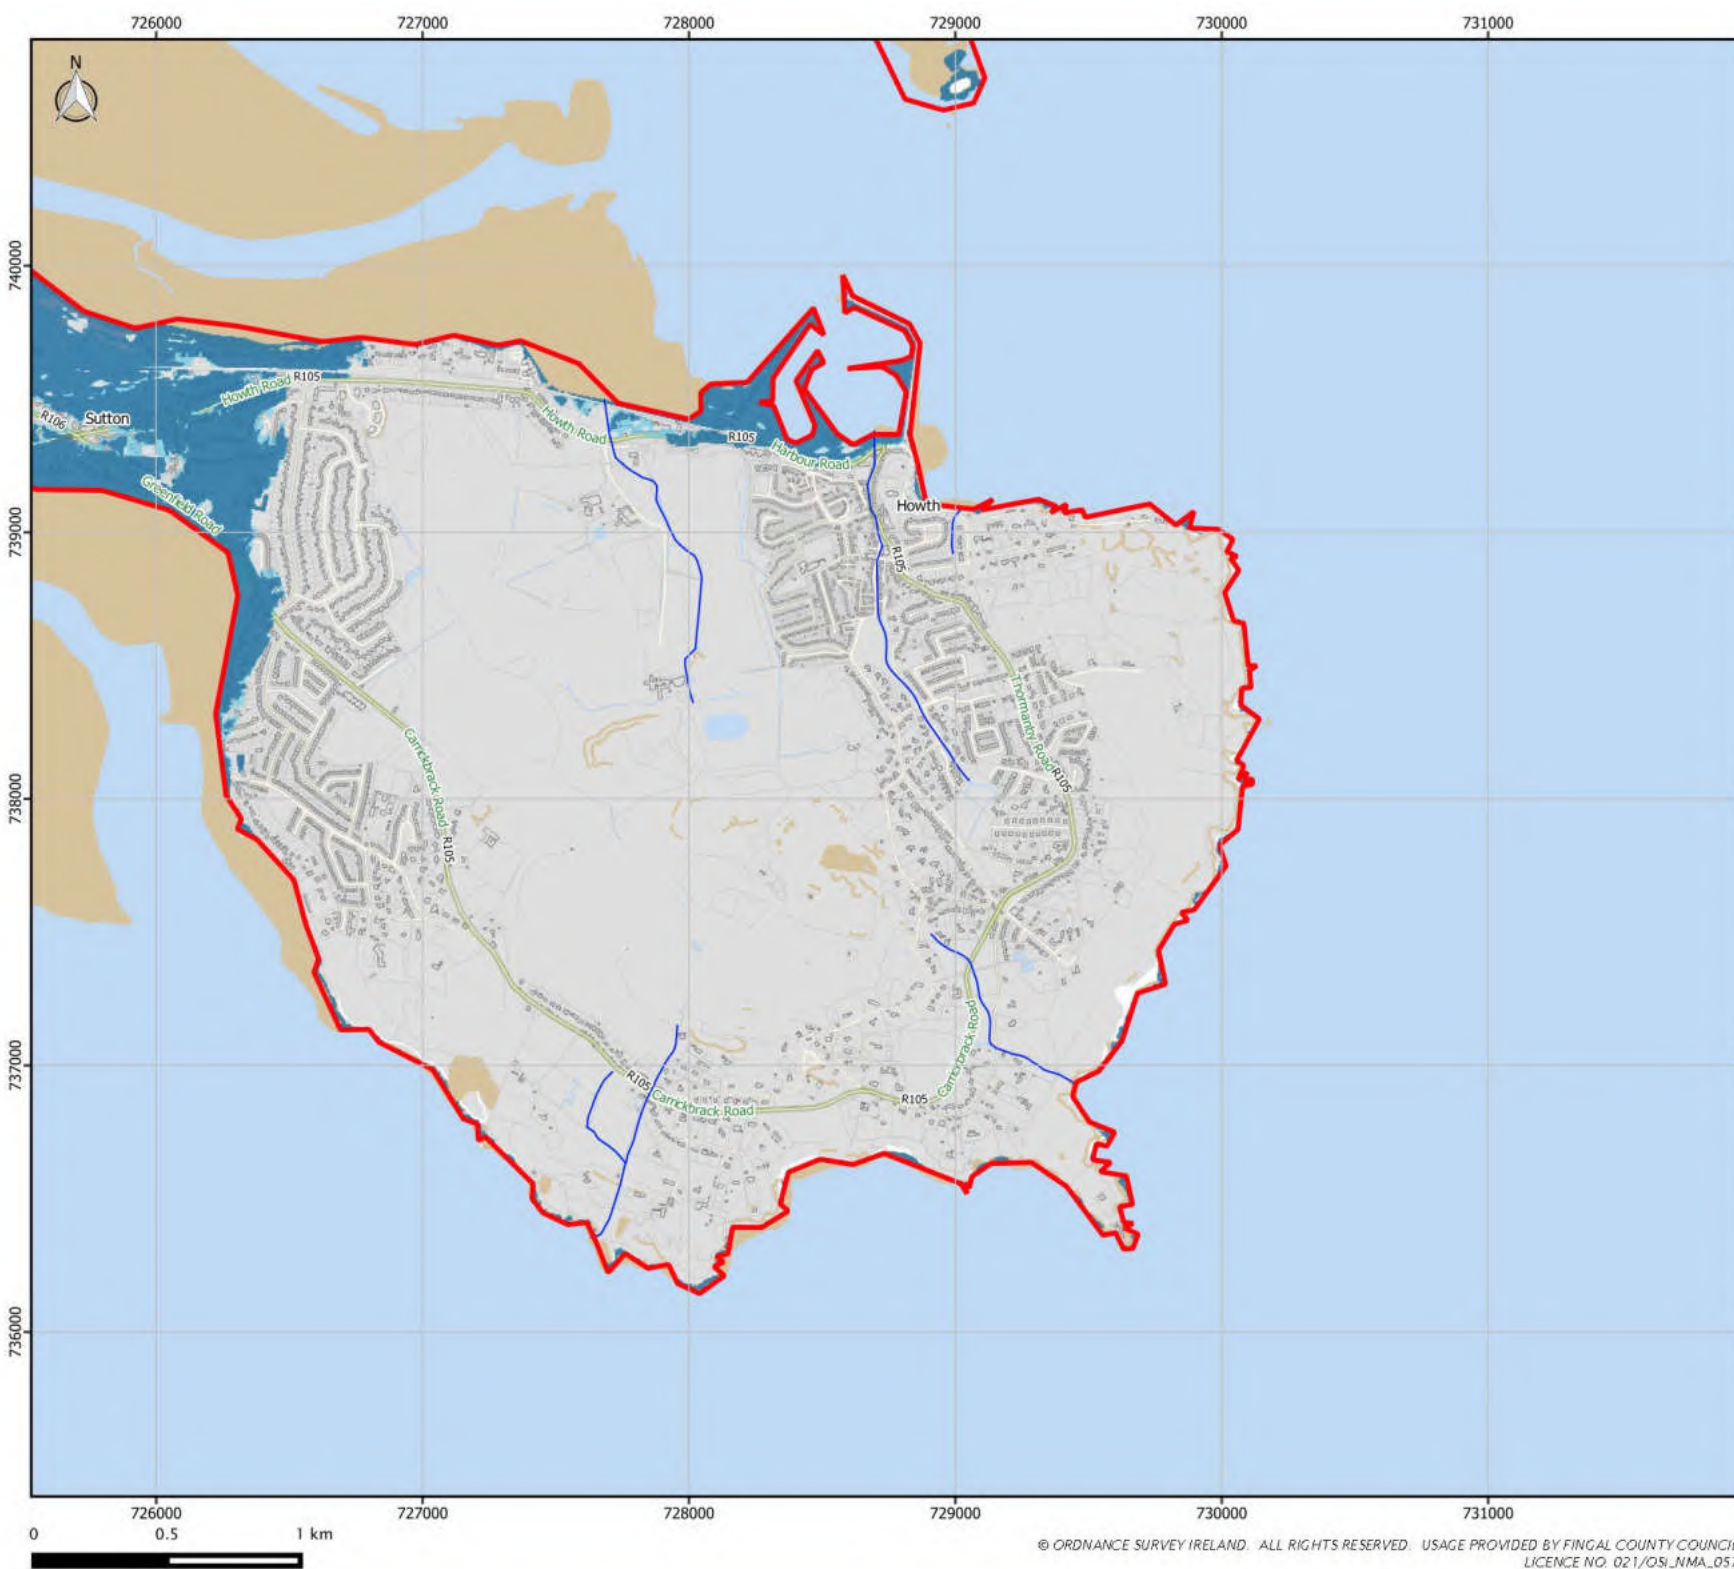 726000 727000 728000 729000 730000 731000
N
740000
R105
Howth Road
R106
Sutton
Howth Road
R105
Harbour Road
Greenfield Road
Howth
739000
R105
Thormanby Road
R105
Carrickbrack Road
738000
R105
Carrickbrack Road
737000
R105
Carrickbrack Road
R105
736000
726000 727000 728000 729000 730000 731000
0 0.5 1 km
© ORDNANCE SURVEY IRELAND. ALL RIGHTS RESERVED. USAGE PROVIDED BY FINGAL COUNTY COUNCI
LICENCE NO. 021/OSI_NMA_057